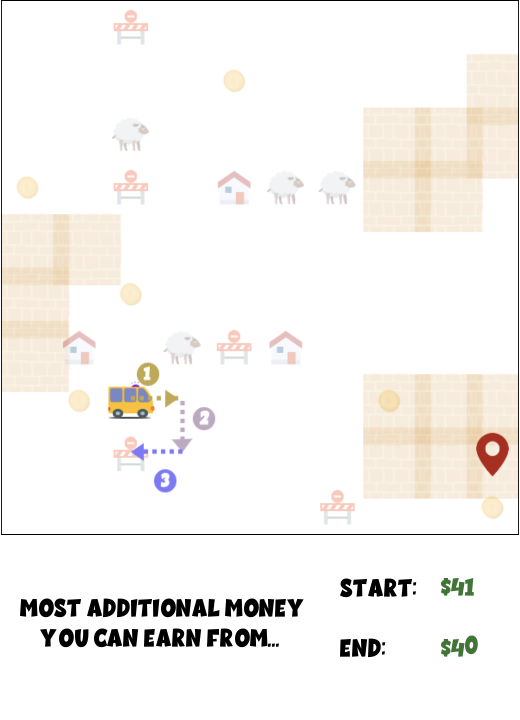 1
2
3
MOST ADDITIONAL MONEY
YOU CAN EARN FROM...
START: $41
END: $40